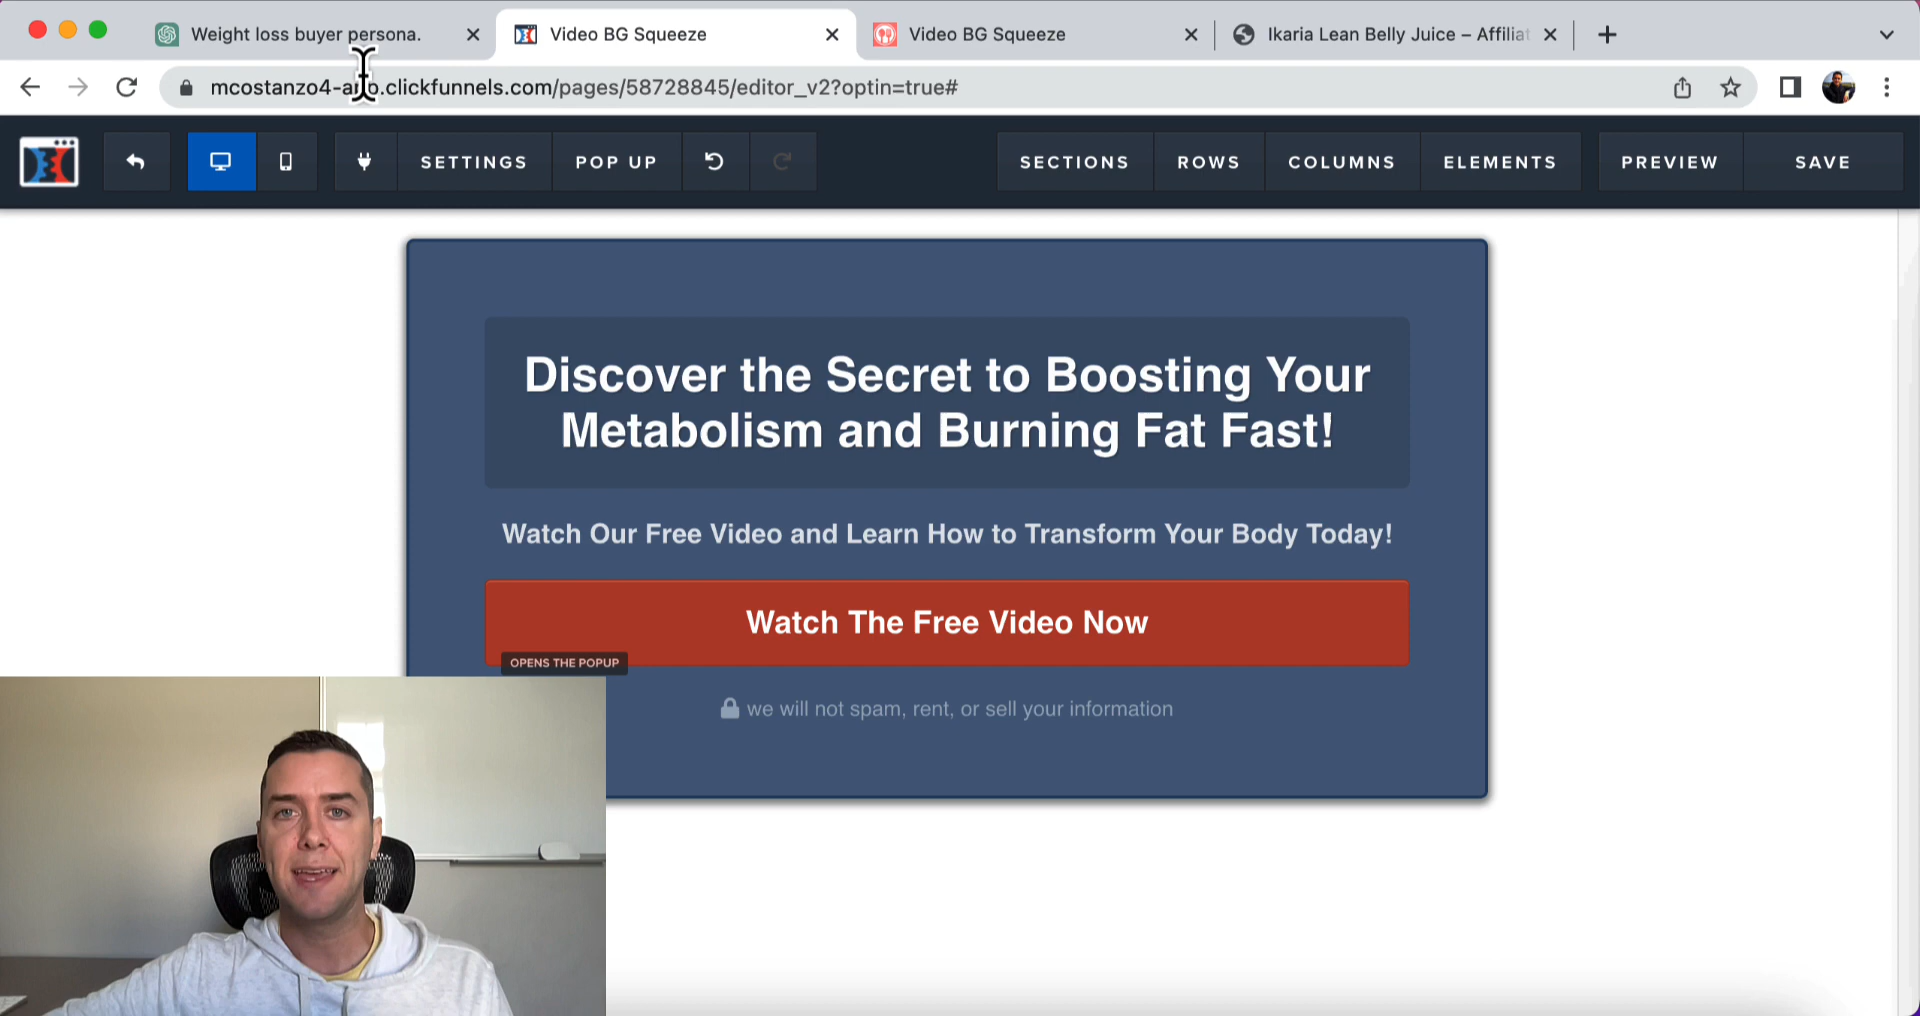 Weight loss buyer persona.
Video BG Squeeze
Video BG Squeeze
Ikaria Lean Belly Juice – Affiliat
clickfunnels.com/pages/58728845/editor_v2?optin=true#
SETTINGS
POP UP
SECTIONS
ROWS
COLUMNS
ELEMENTS
PREVIEW
SAVE
Discover the Secret to Boosting Your
Metabolism and Burning Fat Fast!
Watch Our Free Video and Learn How to Transform Your Body Today!
Watch The Free Video Now
OPENS THE POPUP
we will not spam, rent, or sell your information